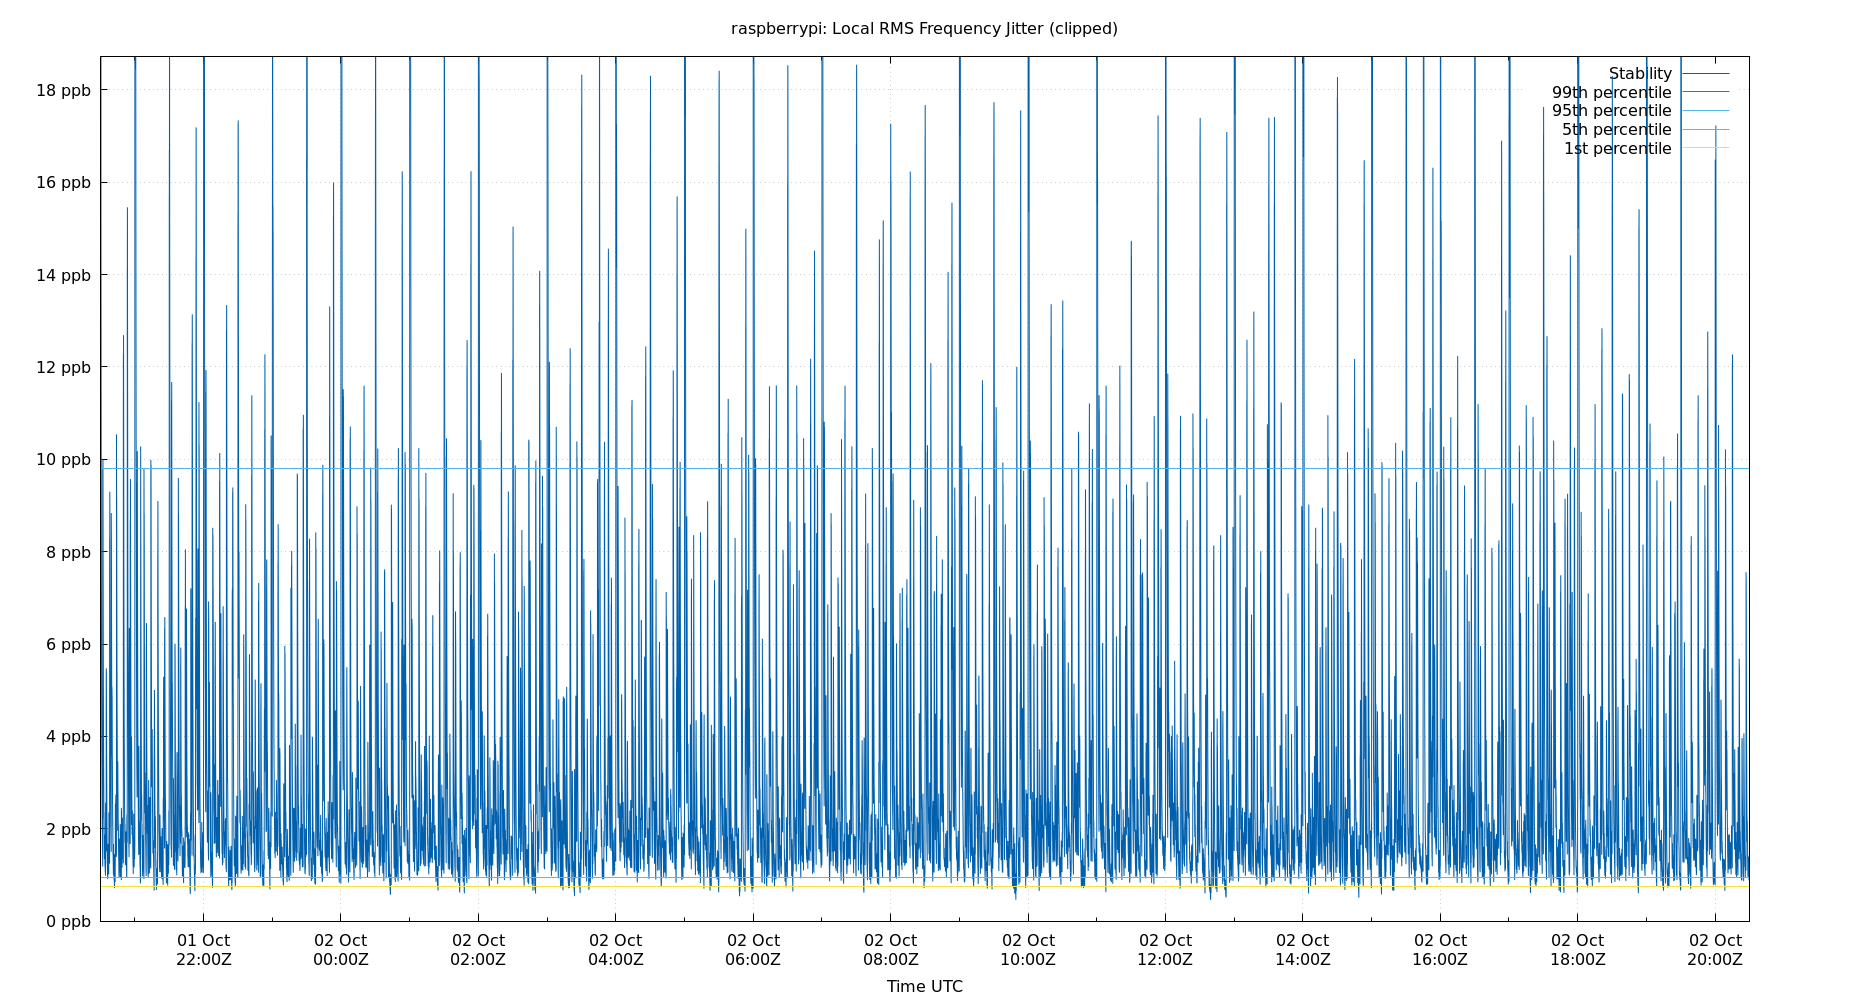 raspberrypi: Local RMS Frequency Jitter (clipped)
Stability
99th percentile
95th percentile
5th percentile
1st percentile
18 ppb
16 ppb
14 ppb
12 ppb
10 ppb
8 ppb
6 ppb
4 ppb
2 ppb
0 ppb
01 Oct 02 Oct 02 Oct 02 Oct 02 Oct 02 Oct 02 Oct 02 Oct 02 Oct 02 Oct 02 Oct 02 Oct
22:00Z 00:00Z 02:00Z 04:00Z 06:00Z 08:00Z 10:00Z 12:00Z 14:00Z 16:00Z 18:00Z 20:00Z
Time UTC